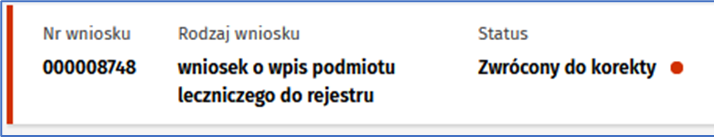 Nr wniosku Rodzaj wniosku Status
000008748 wniosek o wpis podmiotu Zwrócony do korekty
leczniczego do rejestru